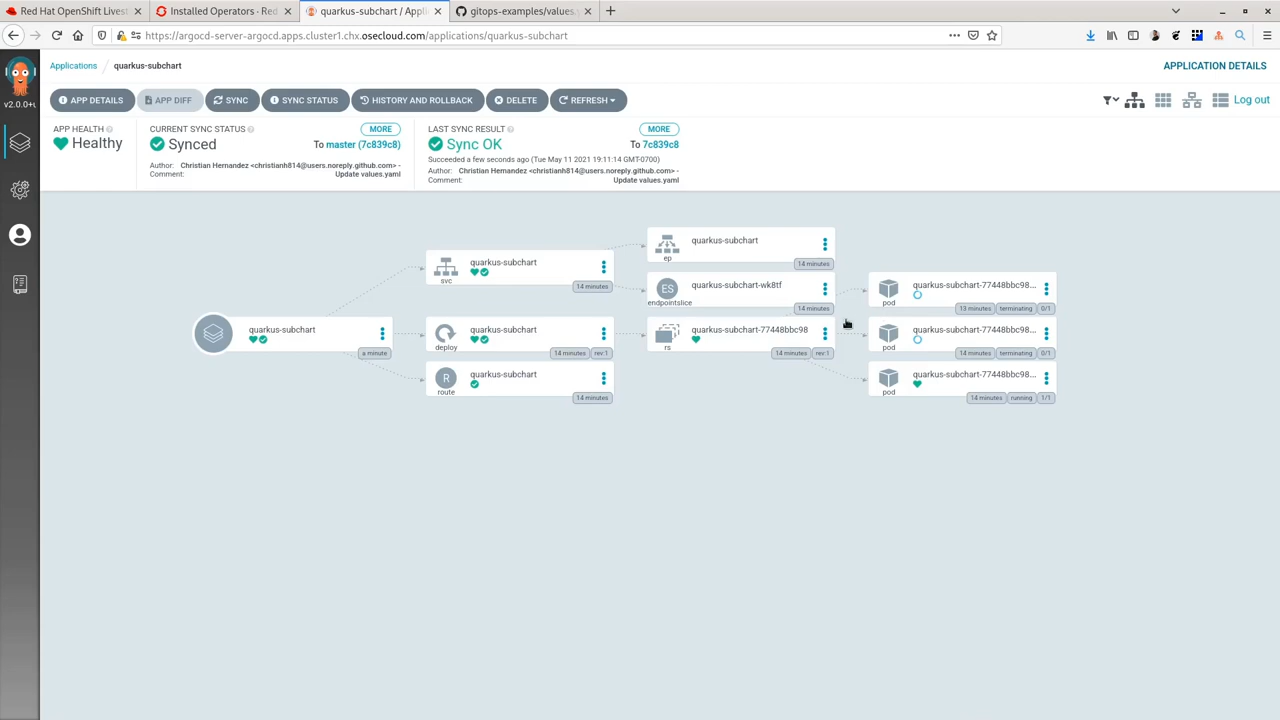 Red Hat OpenShift Livest
Installed Operators · Red
quarkus-subchart / Appli
gitops-examples/values.
https://argocd-server-argocd.apps.cluster1.chx.osecloud.com/applications/quarkus-subchart
v2.0.0+
Applications / quarkus-subchart
APPLICATION DETAILS
APP DETAILS
APP DIFF
SYNC
SYNC STATUS
HISTORY AND ROLLBACK
DELETE
REFRESH
Log out
APP HEALTH
Healthy
CURRENT SYNC STATUS
MORE
Synced
To master (7c839c8)
Author: Christian Hernandez <christianh814@users.noreply.github.com> -
Comment: Update values.yaml
LAST SYNC RESULT
MORE
Sync OK
To 7c839c8
Succeeded a few seconds ago (Tue May 11 2021 19:11:14 GMT-0700)
Author: Christian Hernandez <christianh814@users.noreply.github.com> -
Comment: Update values.yaml
quarkus-subchart
a minute
quarkus-subchart
svc
14 minutes
quarkus-subchart
deploy
14 minutes
rev:1
R
quarkus-subchart
route
14 minutes
quarkus-subchart
ep
14 minutes
ES
quarkus-subchart-wk8tf
endpointslice
14 minutes
quarkus-subchart-77448bbc98
rs
14 minutes
rev:1
quarkus-subchart-77448bbc98...
pod
13 minutes
terminating
0/1
quarkus-subchart-77448bbc98...
pod
14 minutes
terminating
0/1
quarkus-subchart-77448bbc98...
pod
14 minutes
running
1/1